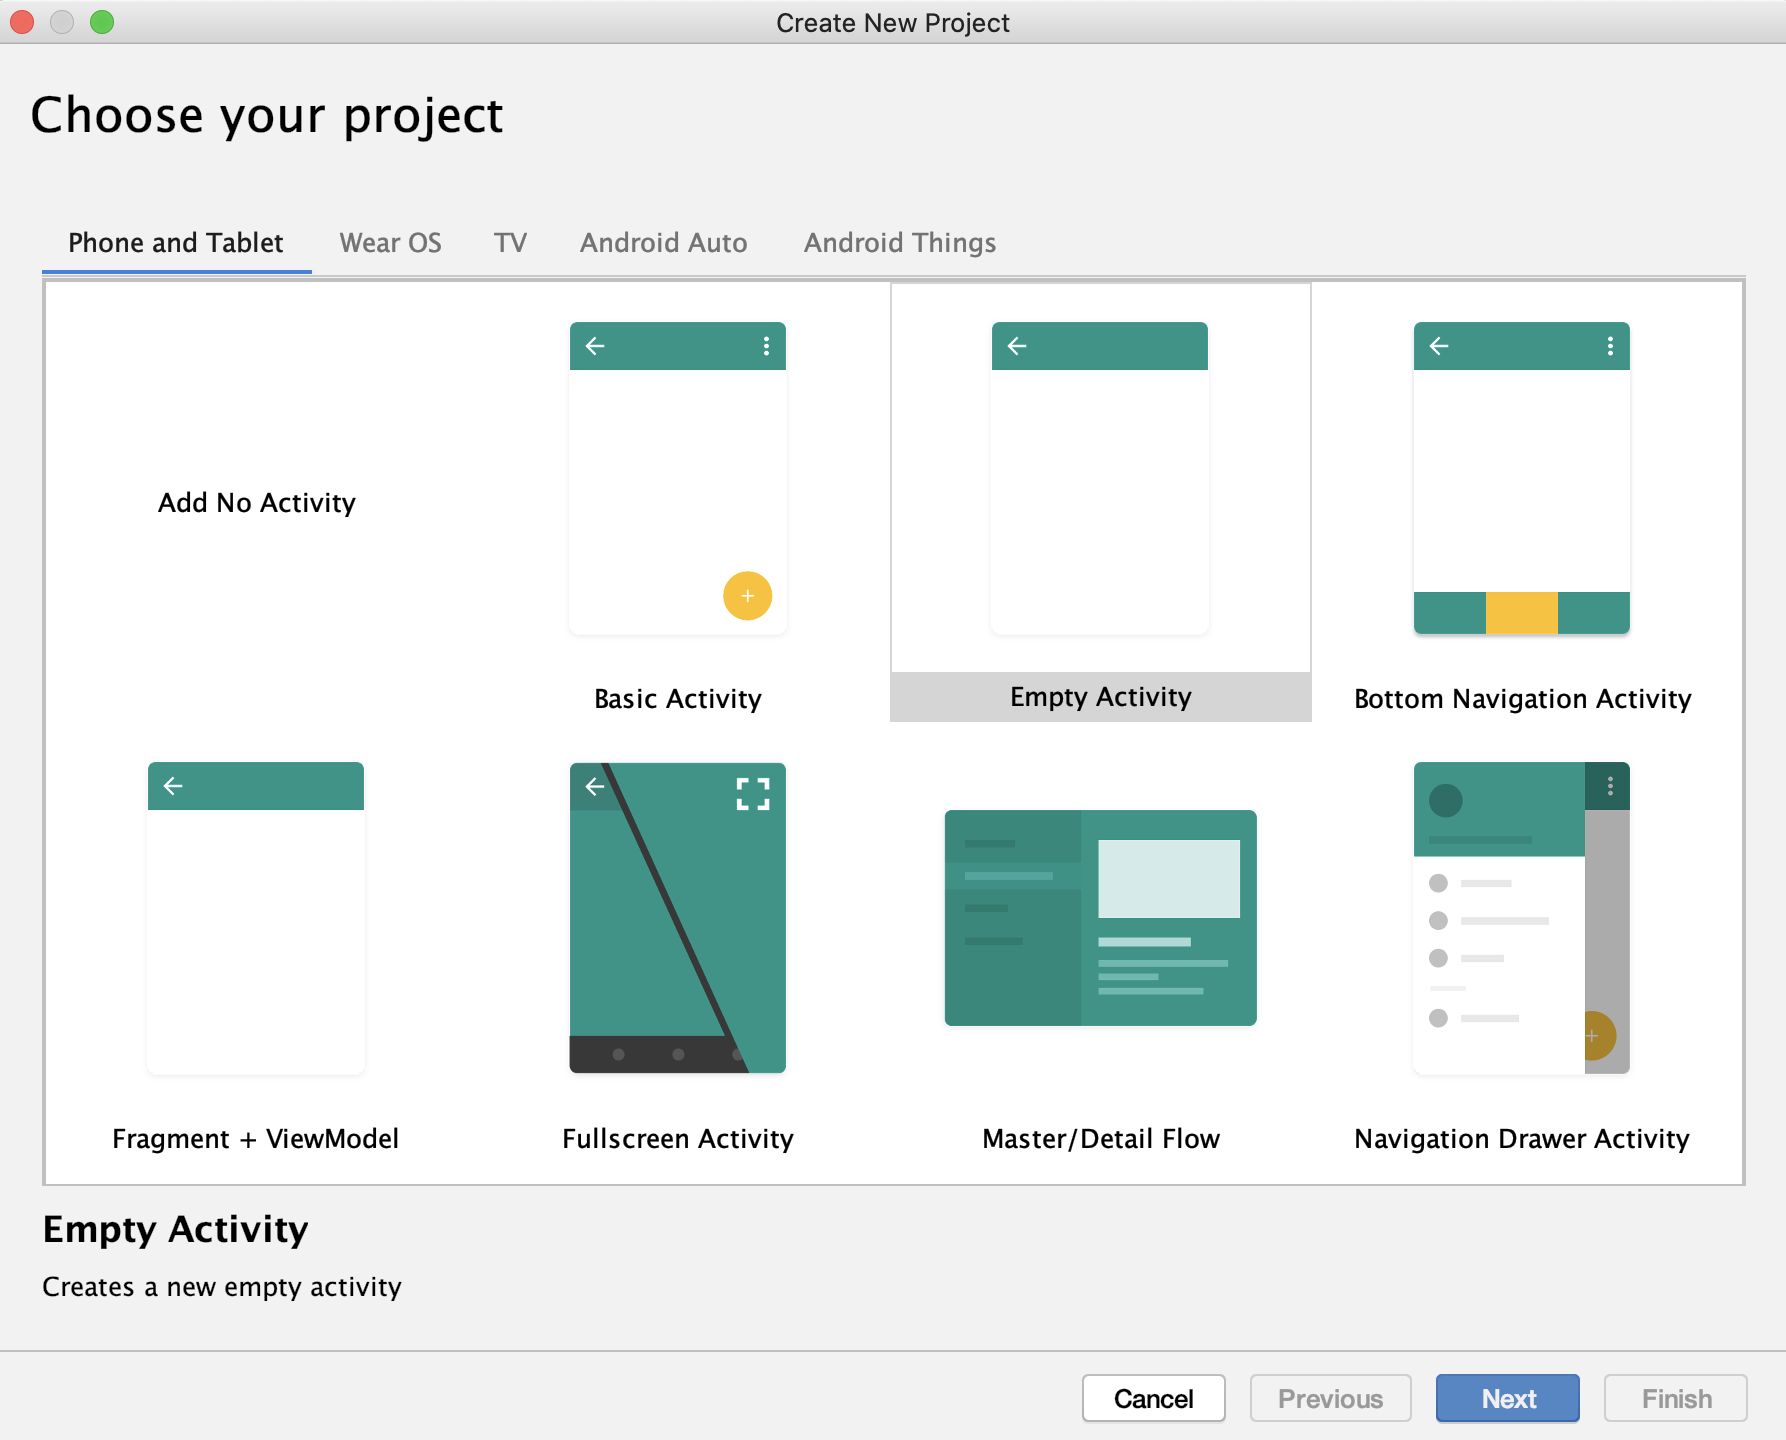 Create New Project
Choose your project
Phone and Tablet Wear OS TV Android Auto Android Things
Add No Activity
Basic Activity
Empty Activity
Bottom Navigation Activity
Fragment + ViewModel
Fullscreen Activity
Master/Detail Flow
Navigation Drawer Activity
Empty Activity
Creates a new empty activity
Cancel Previous Next Finish